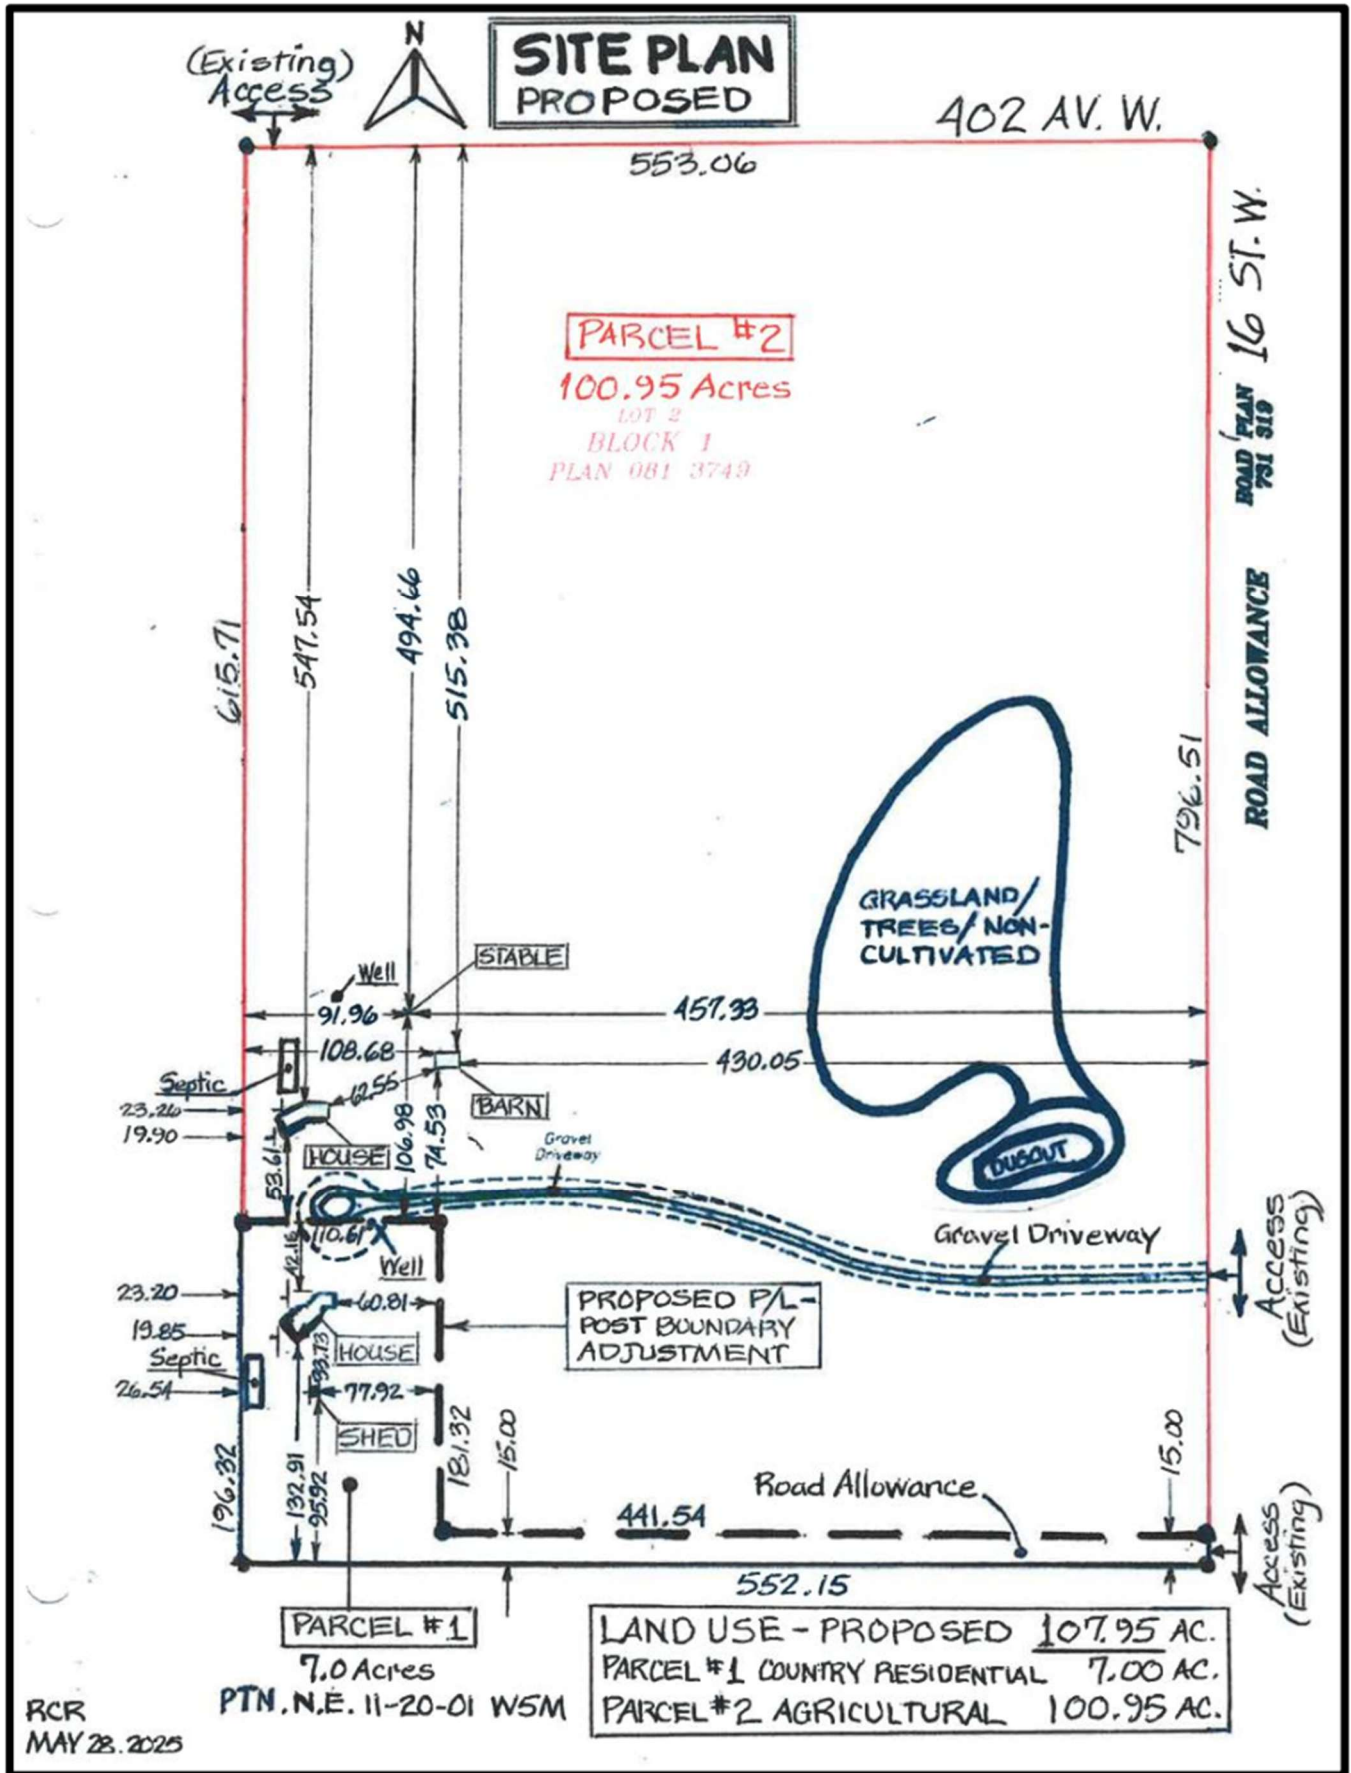 N
(Existing)
Access
SITE PLAN
PROPOSED
402 AV. W.
553.06
16 ST. W.
ROAD PLAN
731 319
ROAD ALLOWANCE
PARCEL #2
100.95 Acres
LOT 2
BLOCK 1
PLAN 081 3749
615.71
547.54
494.66
515.38
796.51
GRASSLAND/
TREES/NON-
CULTIVATED
DUGOUT
STABLE
Well
91.96
457.33
108.68
430.05
Septic
62.55
BARN
23.26
19.90
HOUSE
53.61
106.98
74.53
Gravel
Driveway
Gravel Driveway
Access
(Existing)
110.61
42.16
Well
23.20
60.81
PROPOSED P/L-
POST BOUNDARY
ADJUSTMENT
19.85
HOUSE
Septic
33.73
26.54
77.92
SHED
196.32
132.91
95.92
181.32
15.00
15.00
Road Allowance
441.54
552.15
Access
(Existing)
PARCEL #1
7.0 Acres
PTN. N.E. 11-20-01 W5M
LAND USE - PROPOSED 107.95 AC.
PARCEL #1 COUNTRY RESIDENTIAL 7.00 AC.
PARCEL #2 AGRICULTURAL 100.95 AC.
RCR
MAY 28. 2025